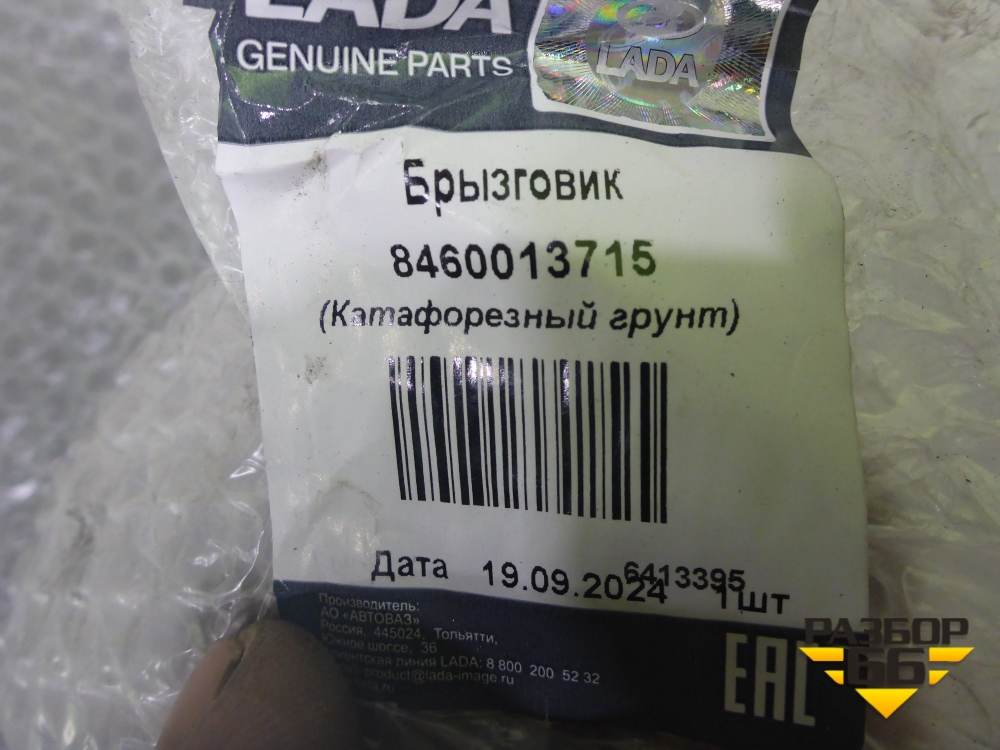 LADA
GENUINE PARTS
LADA
Брызговик
8460013715
(Катафорезный грунт)
Дата 19.09.2024
6413395
1шт
Производитель:
АО «АВТОВАЗ»
Россия, 445024, Тольятти,
Южное шоссе, 36
линия LADA: 8 800 200 52 32
product@lada-image.ru
EAC
РАЗБОР
66